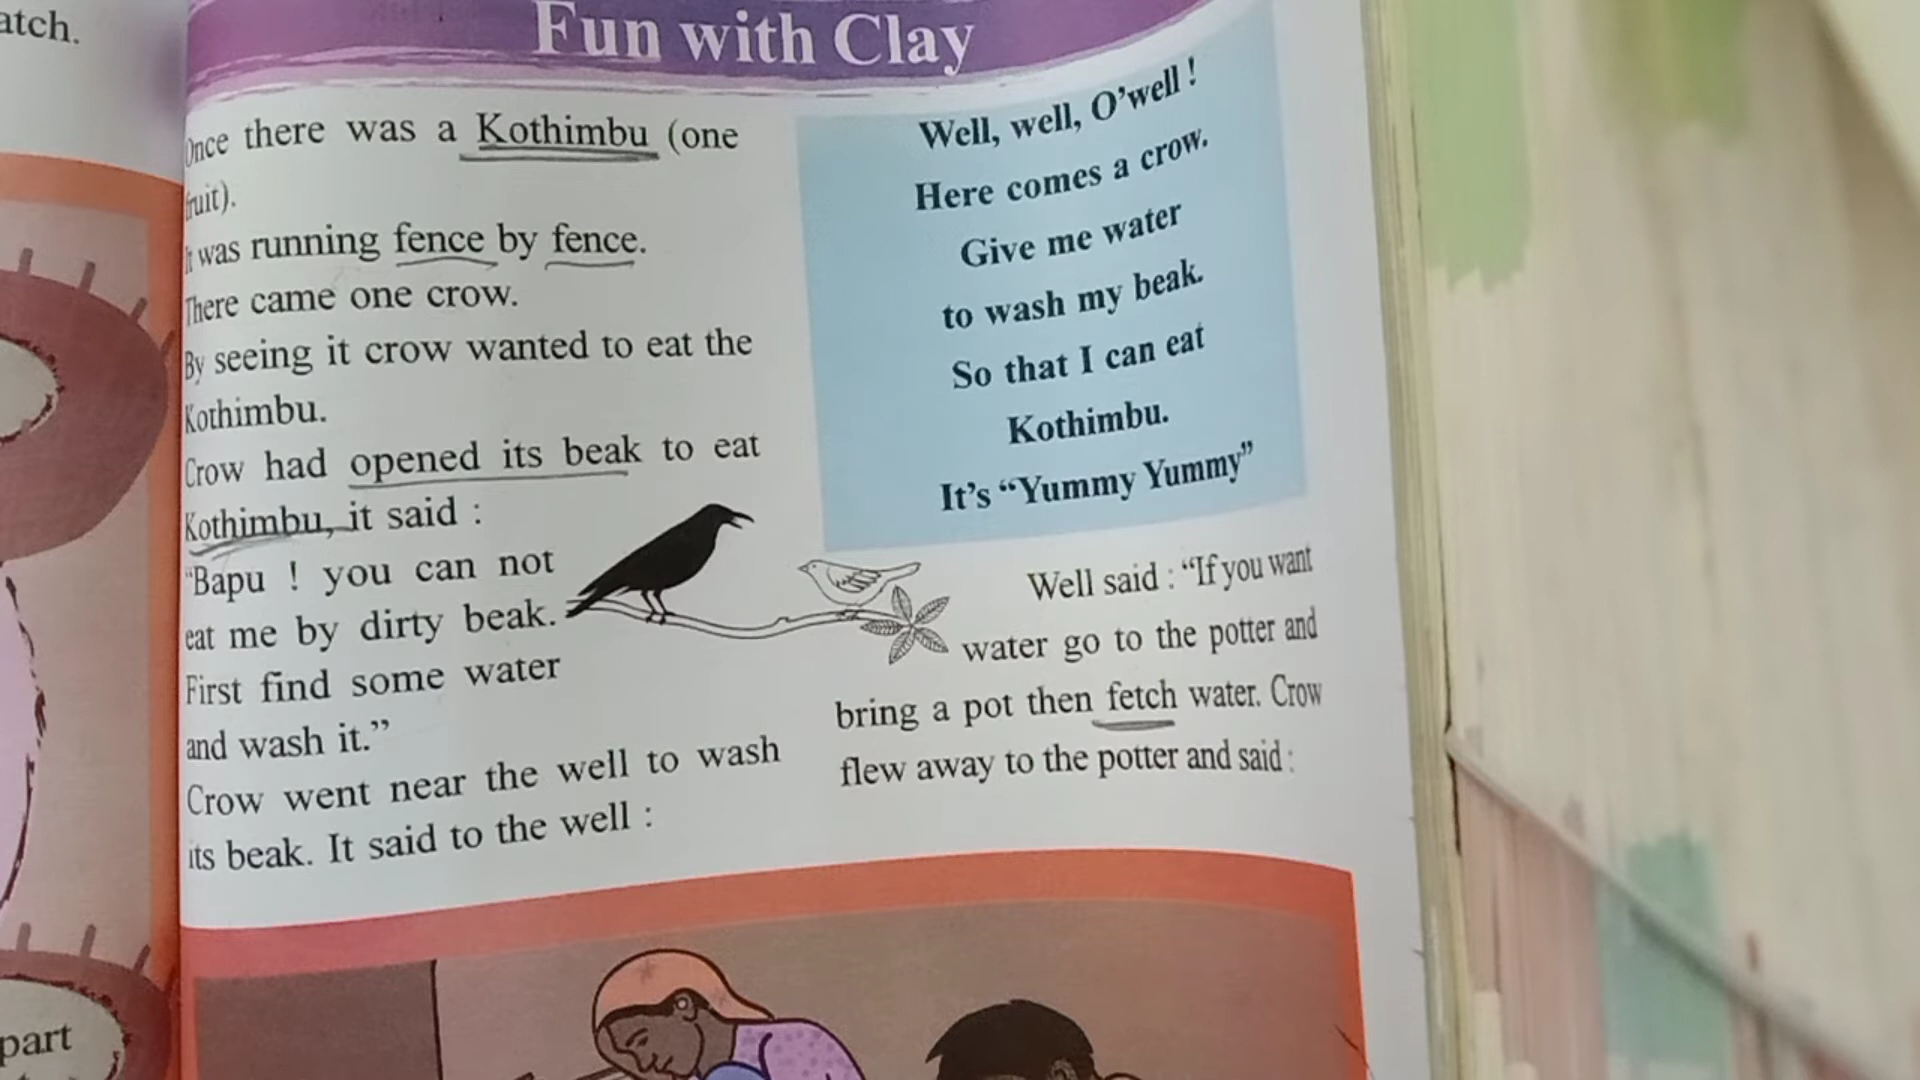 atch.
Fun with Clay
Once there was a Kothimbu (one
fruit).
It was running fence by fence.
There came one crow.
By seeing it crow wanted to eat the
Kothimbu.
Crow had opened its beak to eat
Kothimbu, it said :
“Bapu ! you can not
eat me by dirty beak.
First find some water
and wash it.”
Crow went near the well to wash
its beak. It said to the well :
Well, well, O’well !
Here comes a crow.
Give me water
to wash my beak.
So that I can eat
Kothimbu.
It’s “Yummy Yummy”
Well said : “If you want
water go to the potter and
bring a pot then fetch water. Crow
flew away to the potter and said :
part